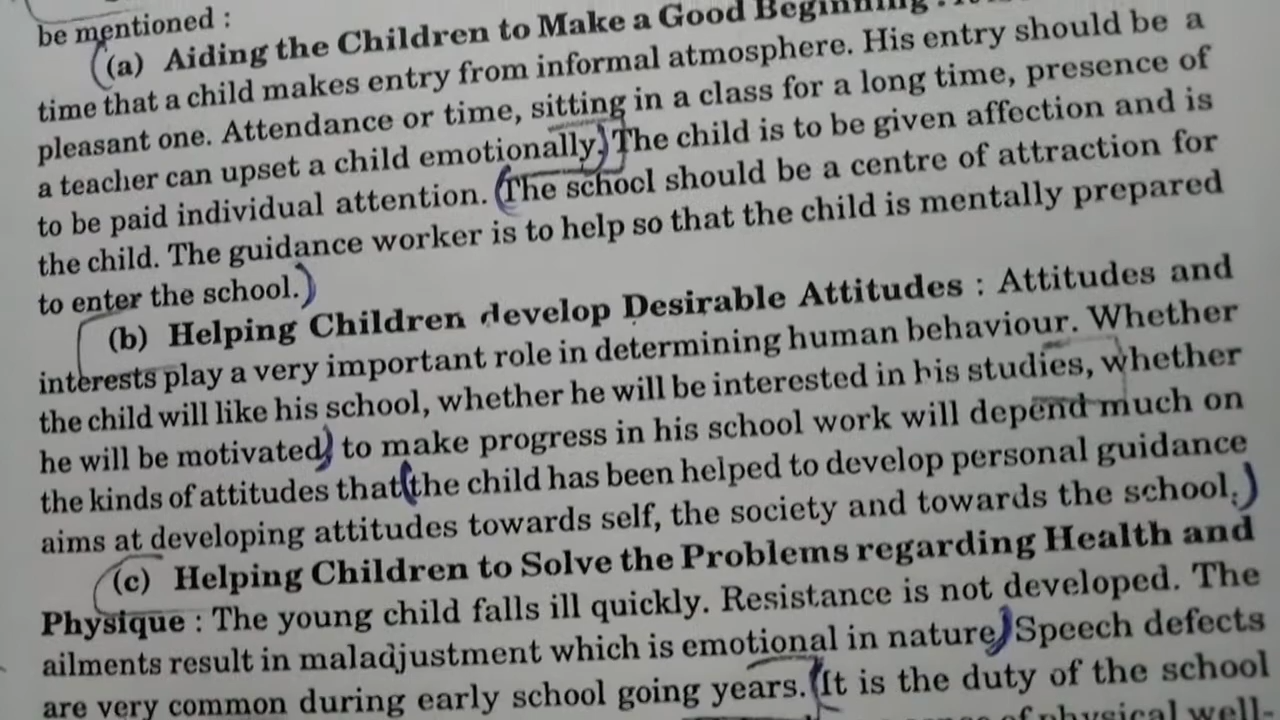 be mentioned :
(a) Aiding the Children to Make a Good Beginning :
time that a child makes entry from informal atmosphere. His entry should be a
pleasant one. Attendance or time, sitting in a class for a long time, presence of
a teacher can upset a child emotionally. The child is to be given affection and is
to be paid individual attention. The school should be a centre of attraction for
the child. The guidance worker is to help so that the child is mentally prepared
to enter the school.
(b) Helping Children develop Desirable Attitudes : Attitudes and
interests play a very important role in determining human behaviour. Whether
the child will like his school, whether he will be interested in his studies, whether
he will be motivated to make progress in his school work will depend much on
the kinds of attitudes that the child has been helped to develop personal guidance
aims at developing attitudes towards self, the society and towards the school.
(c) Helping Children to Solve the Problems regarding Health and
Physique : The young child falls ill quickly. Resistance is not developed. The
ailments result in maladjustment which is emotional in nature. Speech defects
are very common during early school going years. It is the duty of the school
of physical well-